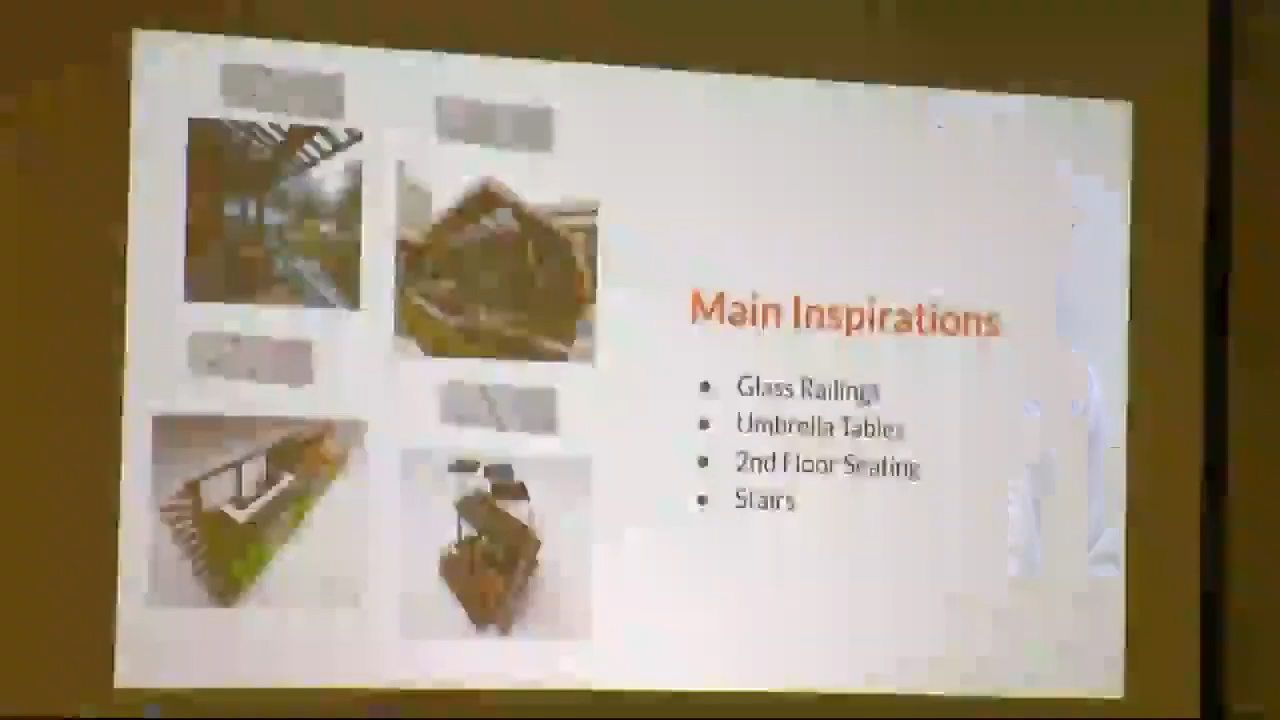 Main Inspirations
Glass Railings
Umbrella Tables
2nd Floor Seating
Stairs